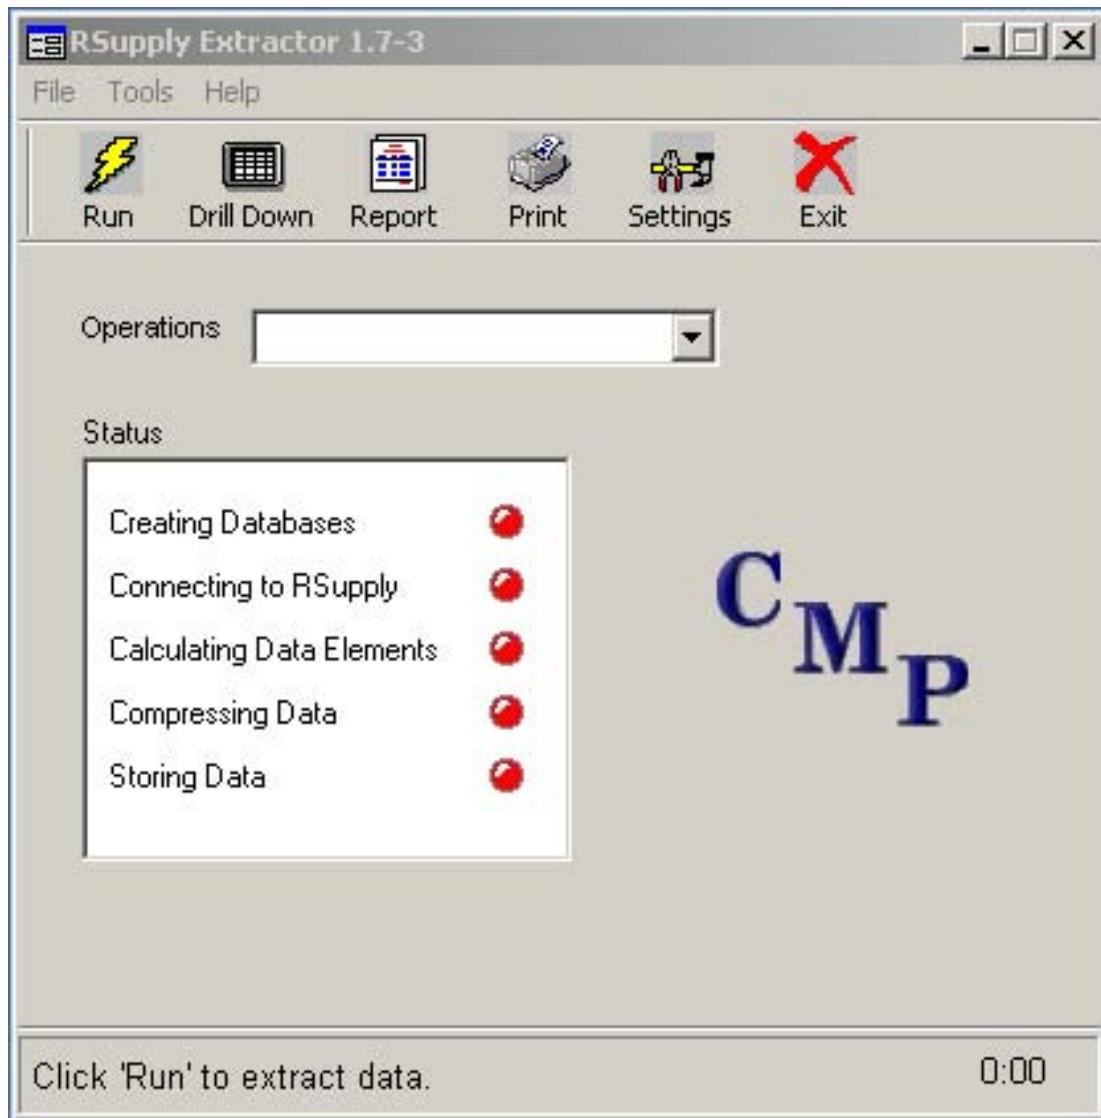 RSupply Extractor 1.7-3
File Tools Help
Run Drill Down Report Print Settings Exit
Operations
Status
Creating Databases
Connecting to RSupply
Calculating Data Elements
Compressing Data
Storing Data
CMP
Click 'Run' to extract data. 0:00